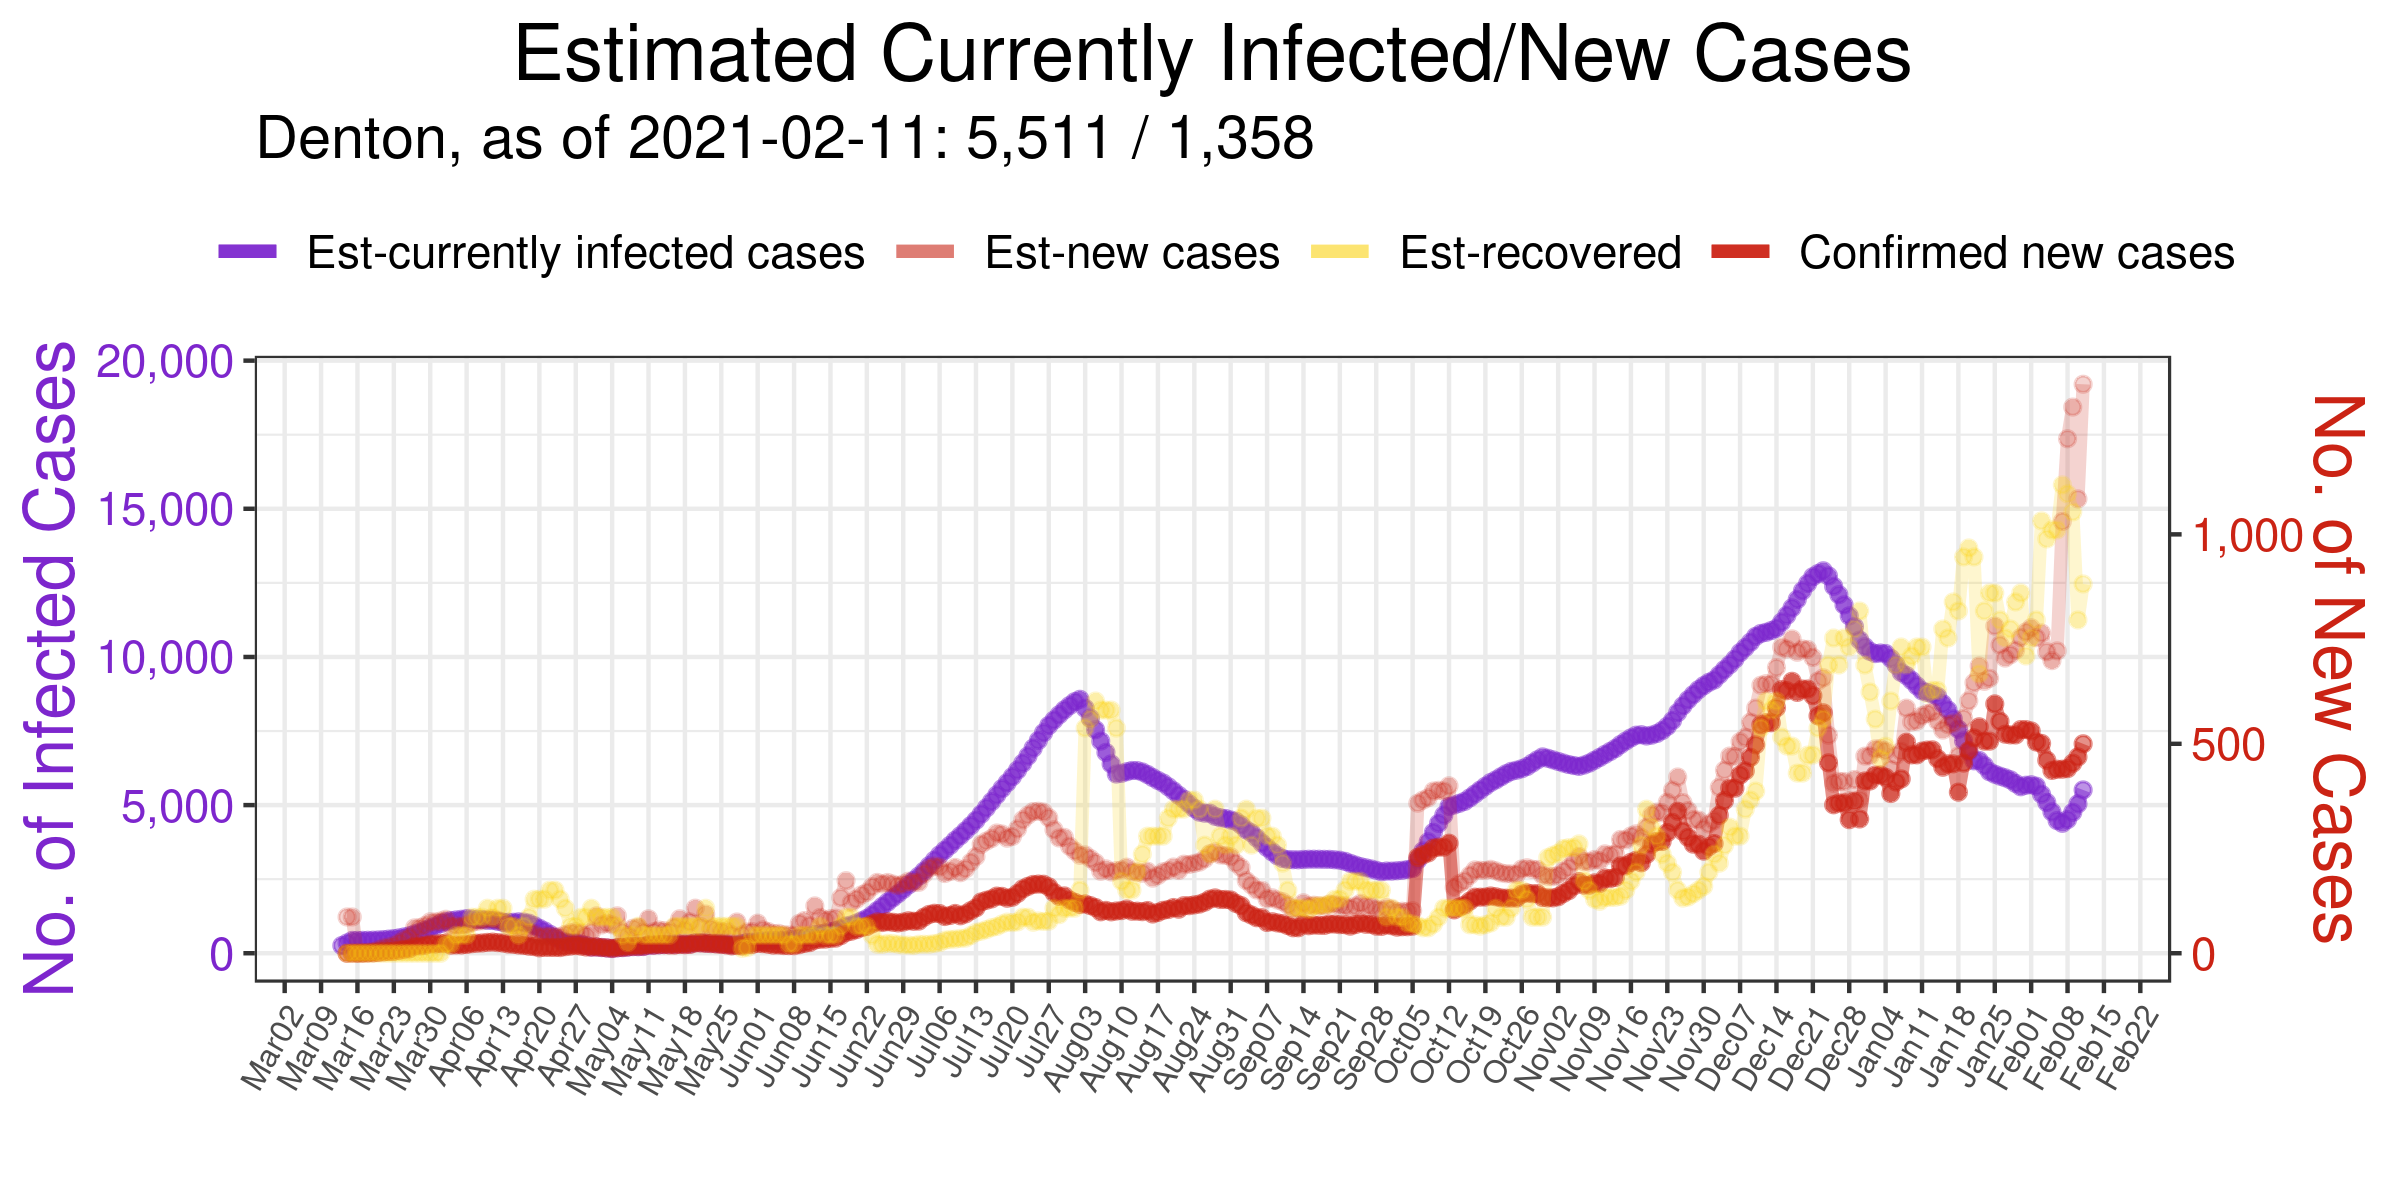 Estimated Currently Infected/New Cases
Denton, as of 2021-02-11: 5,511 / 1,358
Est-currently infected cases Est-new cases Est-recovered Confirmed new cases
No. of Infected Cases
20,000
15,000
10,000
5,000
0
1,000
500
0
No. of New Cases
Mar02 Mar09 Mar16 Mar23 Mar30 Apr06 Apr13 Apr20 Apr27 May04 May11 May18 May25 Jun01 Jun08 Jun15 Jun22 Jun29 Jul06 Jul13 Jul20 Jul27 Aug03 Aug10 Aug17 Aug24 Aug31 Sep07 Sep14 Sep21 Sep28 Oct05 Oct12 Oct19 Oct26 Nov02 Nov09 Nov16 Nov23 Nov30 Dec07 Dec14 Dec21 Dec28 Jan04 Jan11 Jan18 Jan25 Feb01 Feb08 Feb15 Feb22